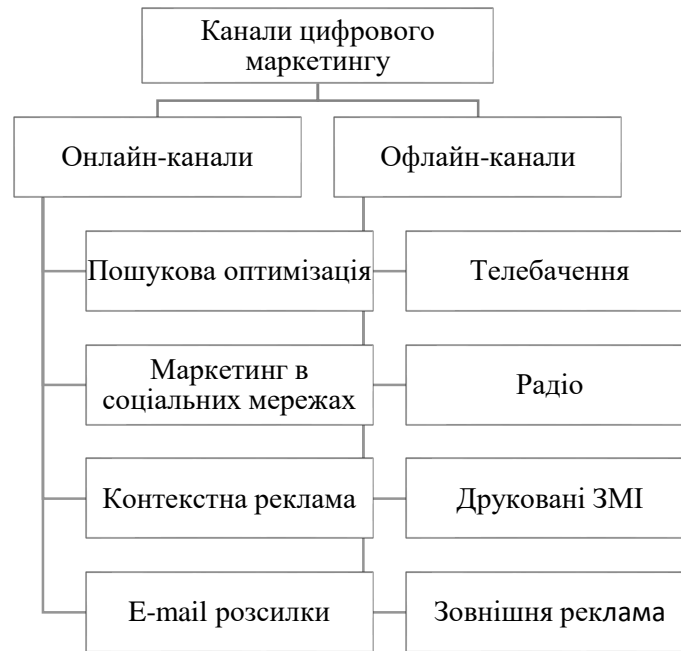 Канали цифрового
маркетингу
Онлайн-канали
Офлайн-канали
Пошукова оптимізація
Телебачення
Маркетинг в
соціальних мережах
Радіо
Контекстна реклама
Друковані ЗМІ
E-mail розсилки
Зовнішня реклама